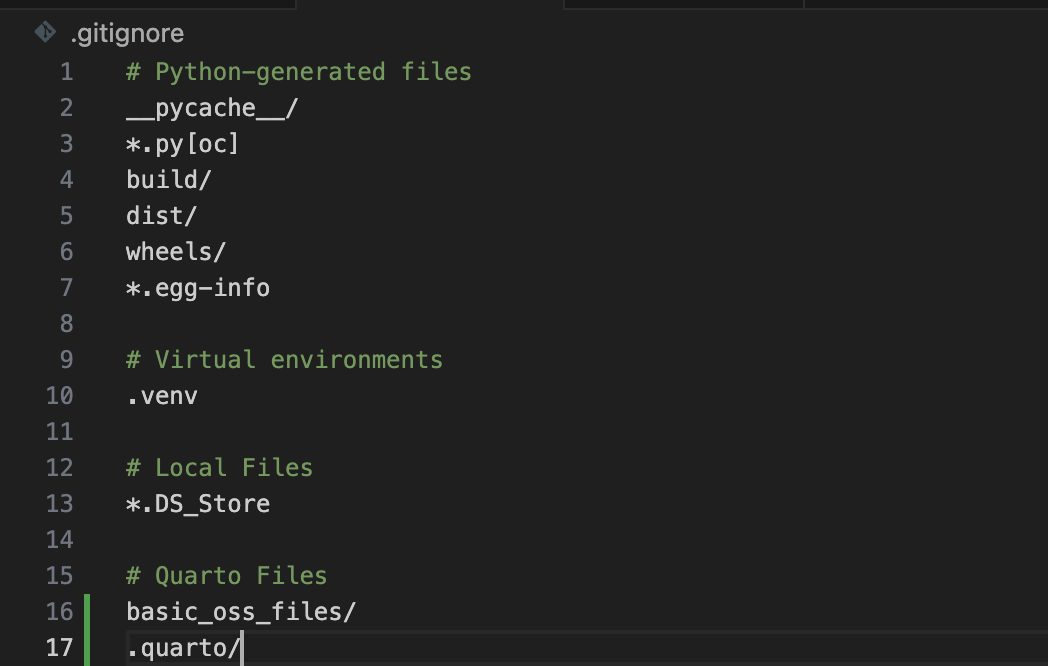 .gitignore
1 # Python-generated files
2 __pycache__/
3 *.py[oc]
4 build/
5 dist/
6 wheels/
7 *.egg-info
8
9 # Virtual environments
10 .venv
11
12 # Local Files
13 *.DS_Store
14
15 # Quarto Files
16 basic_oss_files/
17 .quarto/